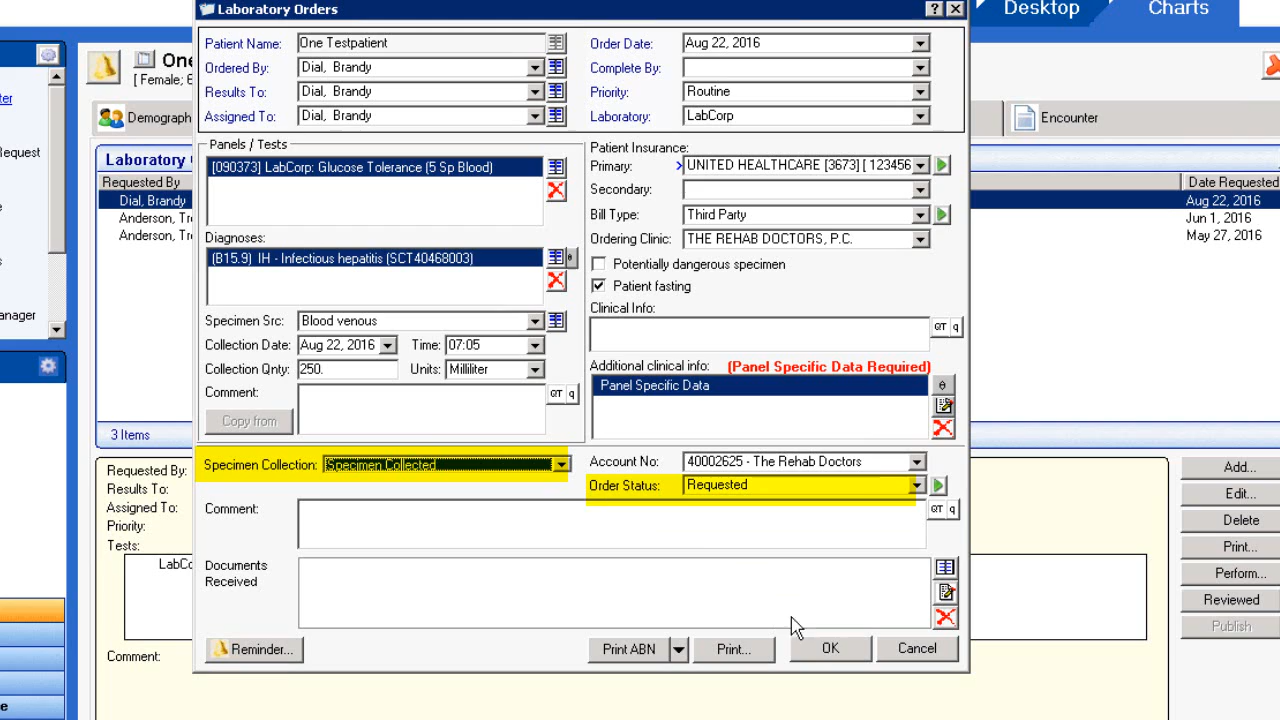 Laboratory Orders
Desktop
Charts
Patient Name: One Testpatient
Order Date: Aug 22, 2016
Ordered By: Dial, Brandy
Complete By:
Results To: Dial, Brandy
Priority: Routine
Assigned To: Dial, Brandy
Laboratory: LabCorp
Panels / Tests
[090373] LabCorp: Glucose Tolerance (5 Sp Blood)
Patient Insurance:
Primary: UNITED HEALTHCARE [3673] [ 123456
Secondary:
Bill Type: Third Party
Diagnoses:
Ordering Clinic: THE REHAB DOCTORS, P.C.
(B15.9) IH - Infectious hepatitis (SCT40468003)
Potentially dangerous specimen
Patient fasting
Clinical Info:
Specimen Src: Blood venous
Collection Date: Aug 22, 2016 Time: 07:05
Collection Qnty: 250. Units: Milliliter
Additional clinical info: (Panel Specific Data Required)
Panel Specific Data
Comment:
Copy from
Specimen Collection: Specimen Collected
Account No: 40002625 - The Rehab Doctors
Order Status: Requested
Comment:
Documents
Received
Reminder...
Print ABN
Print...
OK
Cancel
One
[ Female; 6
Demograph
Encounter
Laboratory O
Requested By
Date Requested
Dial, Brandy
Aug 22, 2016
Anderson, Tre
Jun 1, 2016
Anderson, Tre
May 27, 2016
3 Items
Requested By:
Results To:
Assigned To:
Priority:
Tests:
LabCo
Comment:
Add...
Edit...
Delete
Print...
Perform...
Reviewed
Publish
ter
Request
anager